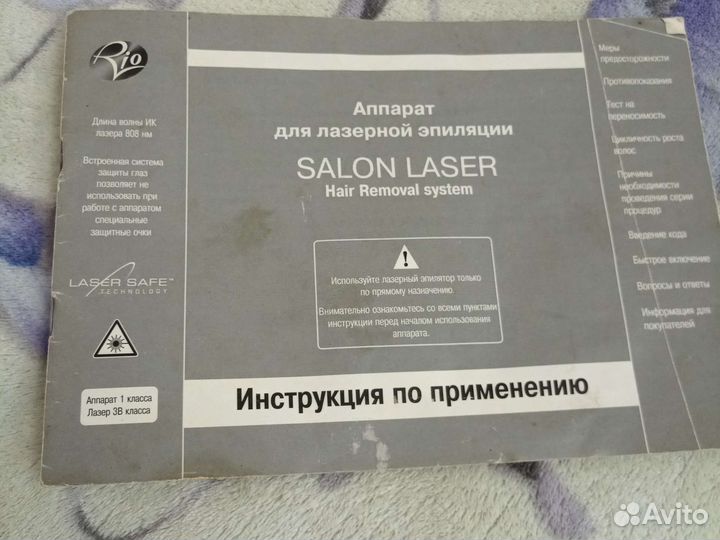 Rio
Длина волны ИК
лазера 808 нм
Встроенная система
защиты глаз
позволяет не
использовать при
работе с аппаратом
специальные
защитные очки
LASER SAFE™
TECHNOLOGY
Аппарат 1 класса
Лазер 3В класса
Аппарат
для лазерной эпиляции
SALON LASER
Hair Removal system
Используйте лазерный эпилятор только
по прямому назначению.
Внимательно ознакомьтесь со всеми пунктами
инструкции перед началом использования
аппарата.
Инструкция по применению
Меры
предосторожности
Противопоказания
Тест на
переносимость
Цикличность роста
волос
Причины
необходимости
проведения серии
процедур
Введение кода
Быстрое включение
Вопросы и ответы
Информация для
покупателей
Avito